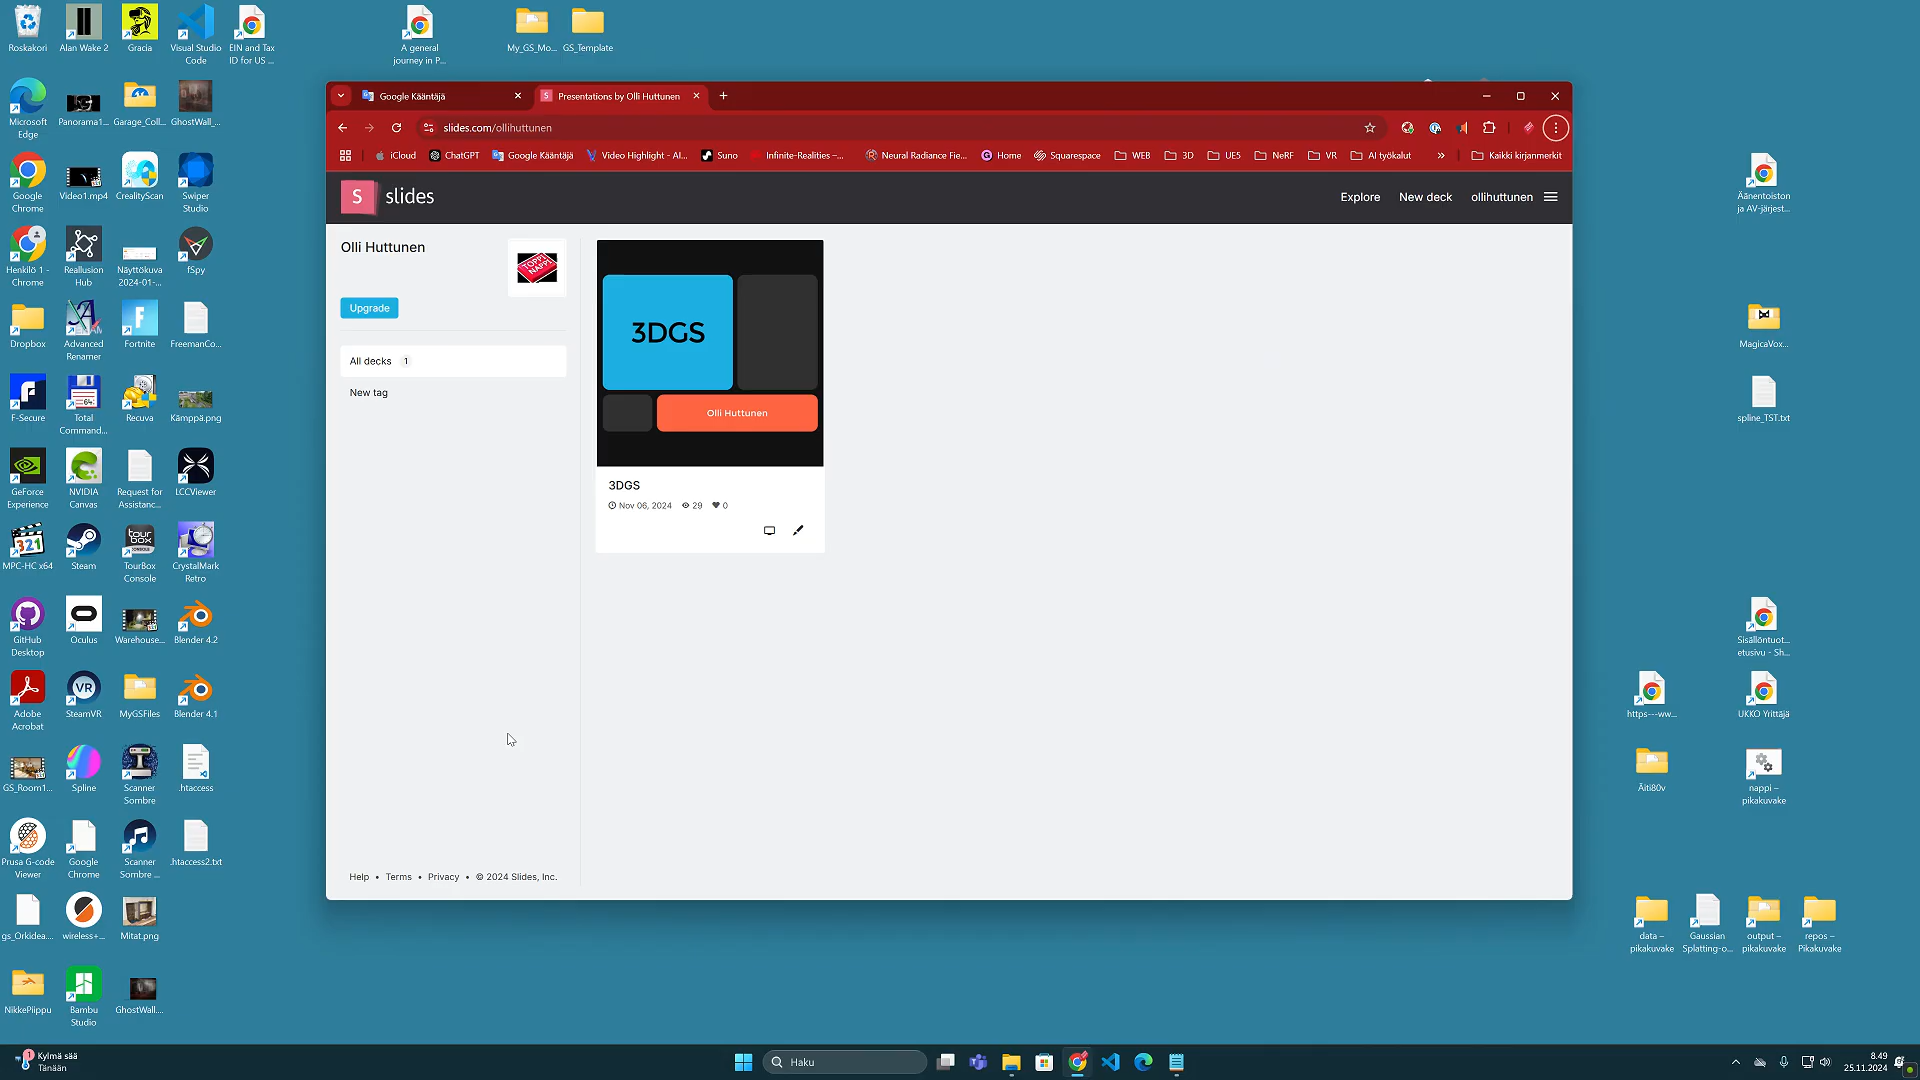 Roskakori
Alan Wake 2
Gracia
Visual Studio
Code
EIN and Tax
ID for US ...
A general
journey in P...
My_GS_Mo...
GS_Template
Microsoft
Edge
Panorama1...
Garage_Coll...
GhostWall_...
Google
Chrome
Video1.mp4
CrealityScan
Swiper
Studio
Henkilö 1 -
Chrome
Reallusion
Hub
Näyttökuva
2024-01-...
fSpy
Dropbox
Advanced
Renamer
Fortnite
FreemanCo...
F-Secure
Total
Command...
Recuva
Kämppä.png
GeForce
Experience
NVIDIA
Canvas
Request for
Assistanc...
LCCViewer
MPC-HC x64
Steam
TourBox
Console
CrystalMark
Retro
GitHub
Desktop
Oculus
Warehouse...
Blender 4.2
Adobe
Acrobat
SteamVR
MyGSFiles
Blender 4.1
GS_Room1...
Spline
Scanner
Sombre
.htaccess
Prusa G-code
Viewer
Google
Chrome
Scanner
Sombre ...
.htaccess2.txt
gs_Orkidea...
wireless+...
Mitat.png
NikkePiippu
Bambu
Studio
GhostWall...
Google Kääntäjä
Presentations by Olli Huttunen
slides.com/ollihuttunen
iCloud
ChatGPT
Google Kääntäjä
Video Highlight - AI...
Suno
Infinite-Realities –...
Neural Radiance Fie...
Home
Squarespace
WEB
3D
UE5
NeRF
VR
AI työkalut
»
Kaikki kirjanmerkit
S slides
Explore
New deck
ollihuttunen
Olli Huttunen
TOPPI
NAPPI
Upgrade
All decks 1
New tag
3DGS
Olli Huttunen
3DGS
Nov 06, 2024 29 0
Help • Terms • Privacy • © 2024 Slides, Inc.
Äänentoiston
ja AV-järjest...
MagicaVox...
spline_TST.txt
Sisällöntuot...
etusivu - Sh...
https---ww...
UKKO Yrittäjä
Äiti80v
nappi –
pikakuvake
data –
pikakuvake
Gaussian
Splatting-o...
output –
pikakuvake
repos –
Pikakuvake
1
Kylmä sää
Tänään
Haku
8.49
25.11.2024